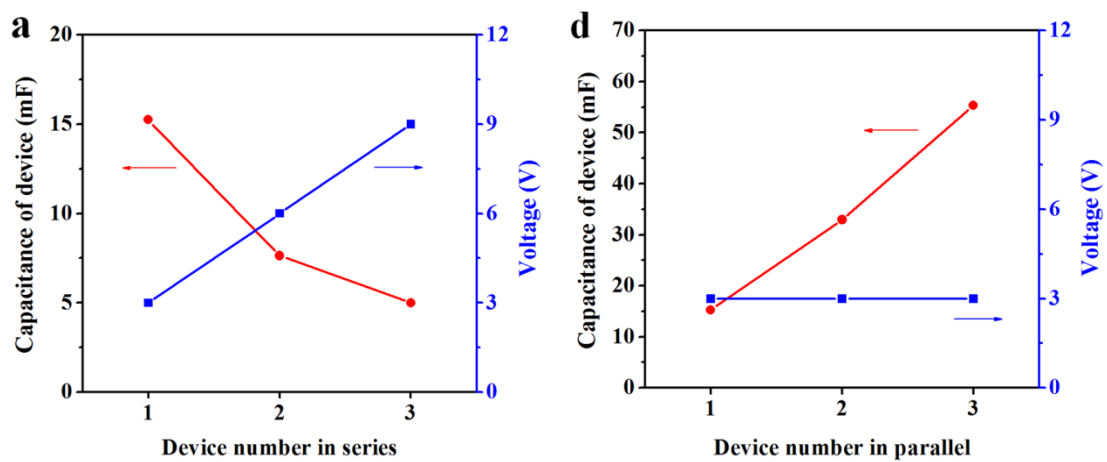 a
20
15
10
5
0
Capacitance of device (mF)
12
9
6
3
0
Voltage (V)
1 2 3
Device number in series
d
70
60
50
40
30
20
10
0
Capacitance of device (mF)
12
9
6
3
0
Voltage (V)
1 2 3
Device number in parallel